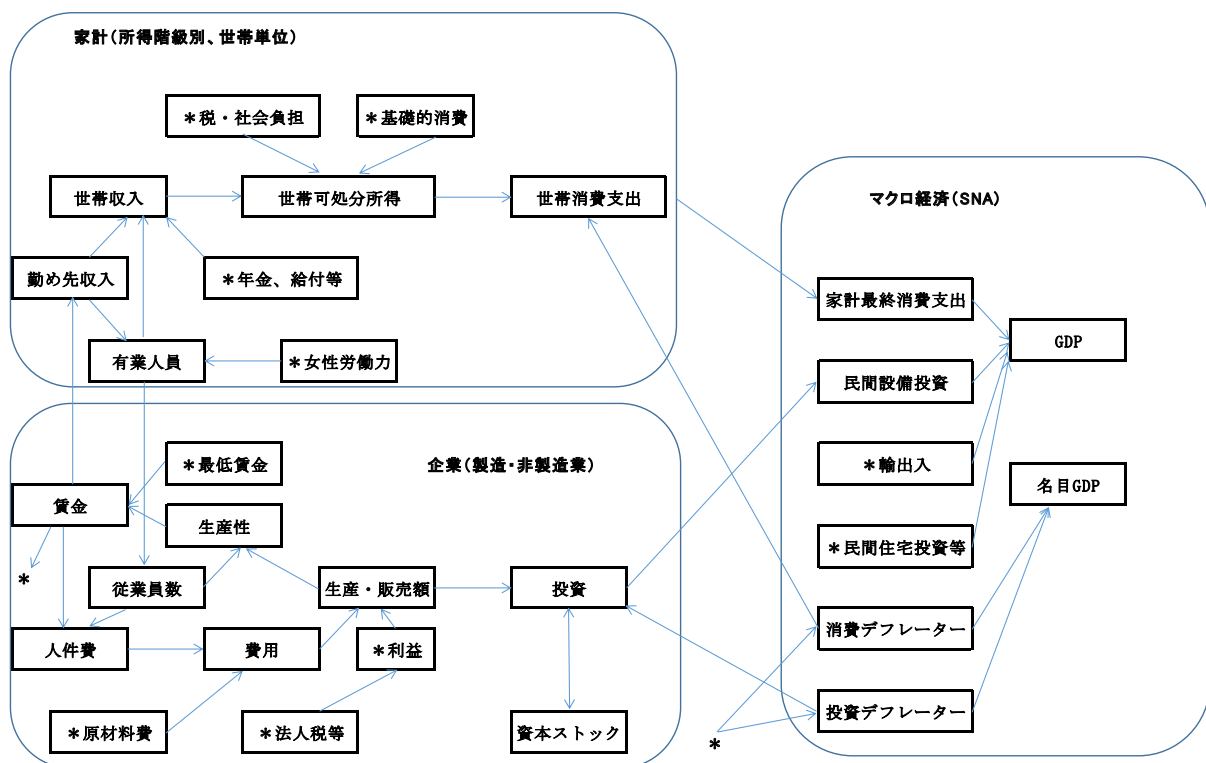 家計（所得階級別、世帯単位）
＊税・社会負担
＊基礎的消費
世帯収入
世帯可処分所得
世帯消費支出
勤め先収入
＊年金、給付等
有業人員
＊女性労働力
企業（製造・非製造業）
＊最低賃金
賃金
生産性
＊
従業員数
生産・販売額
投資
人件費
費用
＊利益
＊原材料費
＊法人税等
資本ストック
マクロ経済（SNA）
家計最終消費支出
GDP
民間設備投資
＊輸出入
名目GDP
＊民間住宅投資等
消費デフレーター
投資デフレーター
＊